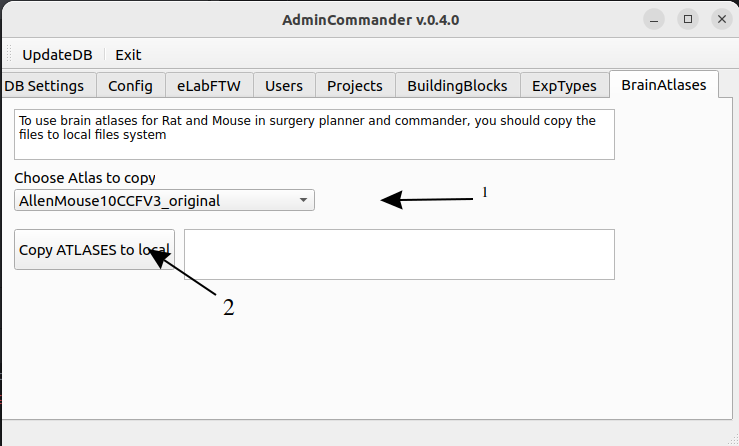 AdminCommander v.0.4.0
UpdateDB Exit
DB Settings Config eLabFTW Users Projects BuildingBlocks ExpTypes BrainAtlases
To use brain atlases for Rat and Mouse in surgery planner and commander, you should copy the
files to local files system
Choose Atlas to copy
AllenMouse10CCFV3_original
1
Copy ATLASES to local
2